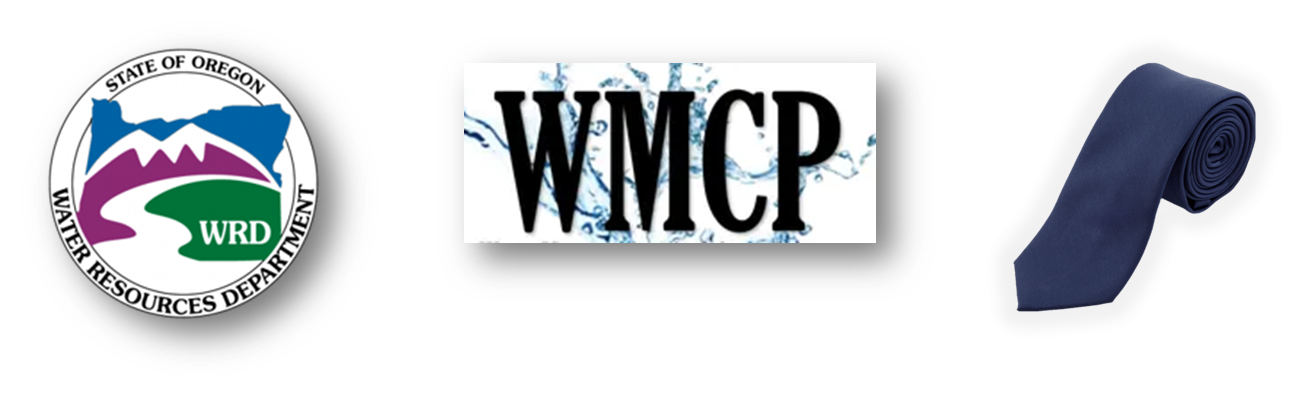 STATE OF OREGON
WRD
WATER RESOURCES DEPARTMENT
WMCP